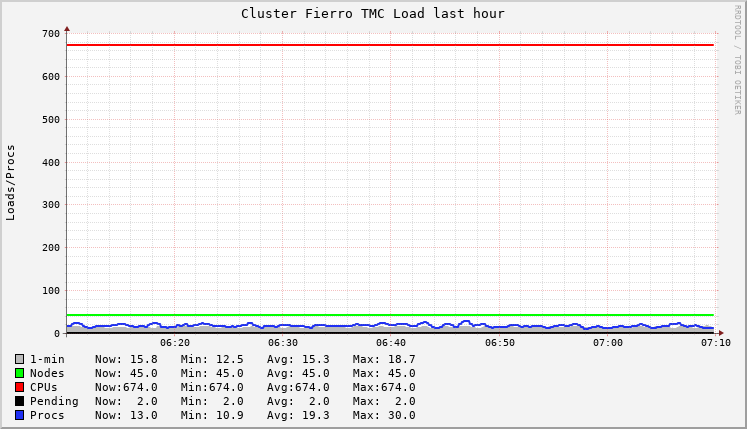 Cluster Fierro TMC Load last hour
RRDTOOL / TOBI OETIKER
Loads/Procs
700
600
500
400
300
200
100
0
06:20 06:30 06:40 06:50 07:00 07:10
1-min Now: 15.8 Min: 12.5 Avg: 15.3 Max: 18.7
Nodes Now: 45.0 Min: 45.0 Avg: 45.0 Max: 45.0
CPUs Now:674.0 Min:674.0 Avg:674.0 Max:674.0
Pending Now: 2.0 Min: 2.0 Avg: 2.0 Max: 2.0
Procs Now: 13.0 Min: 10.9 Avg: 19.3 Max: 30.0